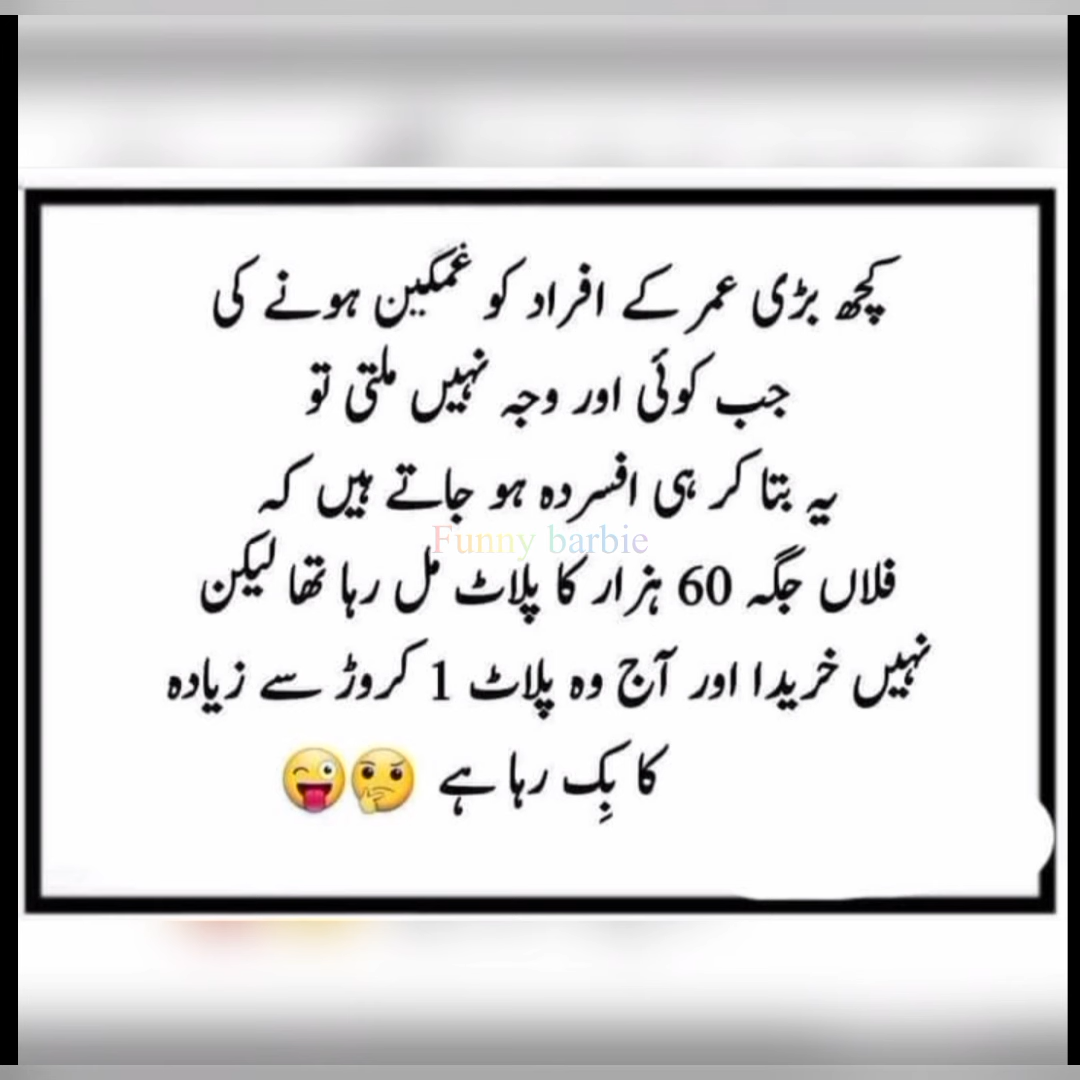 کچھ بڑی عمر کے افراد کو غمگین ہونے کی
جب کوئی اور وجہ نہیں ملتی تو
یہ بتا کر ہی افسردہ ہو جاتے ہیں کہ
Funny barbie
فلاں جگہ 60 ہزار کا پلاٹ مل رہا تھا لیکن
نہیں خریدا اور آج وہ پلاٹ 1 کروڑ سے زیادہ
کا بِک رہا ہے 🤔😜